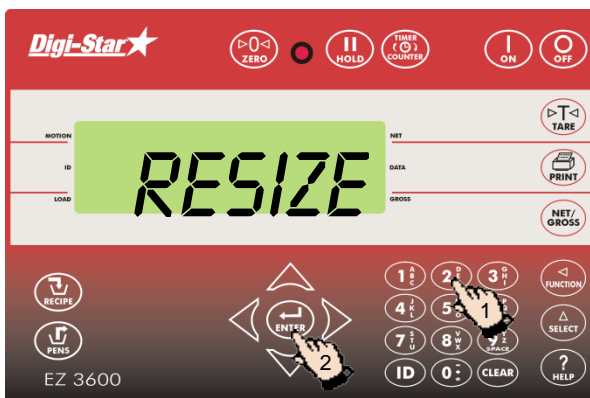 Digi-Star
▷0◁ ZERO
HOLD
TIMER COUNTER
ON
OFF
▷T◁ TARE
MOTION
NET
ID
RESIZE
DATA
PRINT
LOAD
GROSS
NET/
GROSS
1 A B C
2 D
3 G H I
FUNCTION
RECIPE
4 J K L
5
1
ENTER
SELECT
7 S T U
8 V W X
9 Y Z SPACE
PENS
2
ID
0
CLEAR
? HELP
EZ 3600